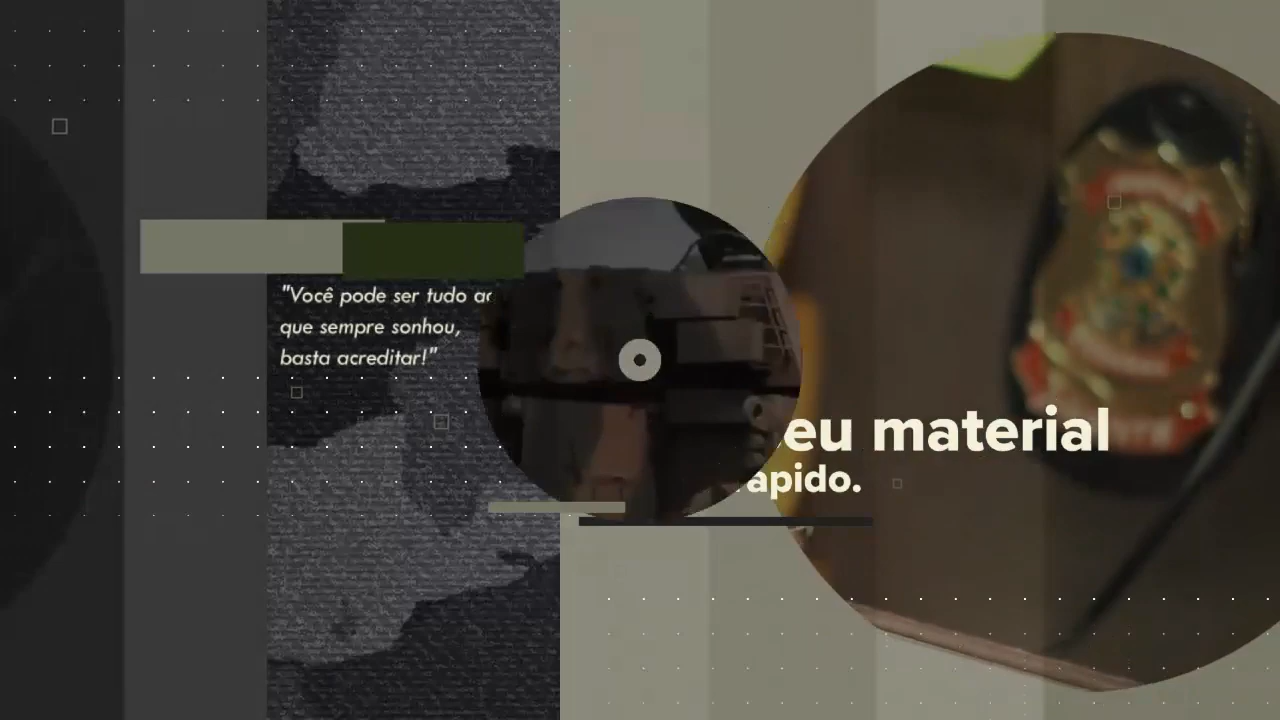 "Você pode ser tudo
que sempre sonhou,
basta acreditar!"
eu material
apido.